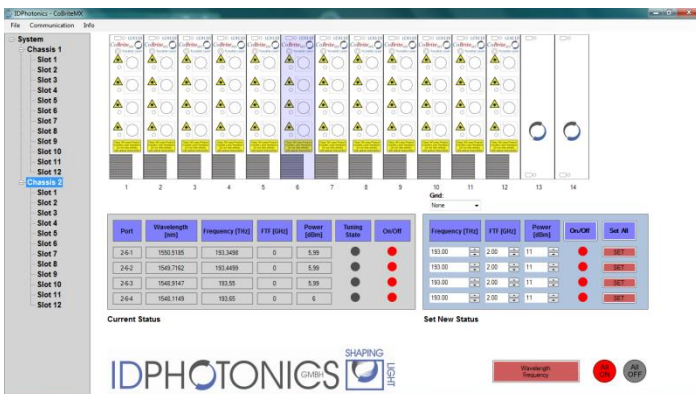 IDPhotonics - CoBriteMX
File Communication Info
System
Chassis 1
Slot 1
Slot 2
Slot 3
Slot 4
Slot 5
Slot 6
Slot 7
Slot 8
Slot 9
Slot 10
Slot 11
Slot 12
Chassis 2
Slot 1
Slot 2
Slot 3
Slot 4
Slot 5
Slot 6
Slot 7
Slot 8
Slot 9
Slot 10
Slot 11
Slot 12
1 2 3 4 5 6 7 8 9 10 11 12 13 14
Grid:
None
Port Wavelength [nm] Frequency [THz] FTF [GHz] Power [dBm] Tuning State On/Off
2-6-1 1550,5185 193,3498 0 5,99
2-6-2 1549,7162 193,4499 0 5,99
2-6-3 1548,9147 193,55 0 5,99
2-6-4 1548,1149 193,65 0 6
Current Status
Frequency [THz] FTF [GHz] Power [dBm] On/Off Set All
193.00 2.00 11 SET
193.00 2.00 11 SET
193.00 2.00 11 SET
193.00 2.00 11 SET
Set New Status
IDPHOTONICS GMBH
SHAPING LIGHT
Wavelength
Frequency
All ON
All OFF